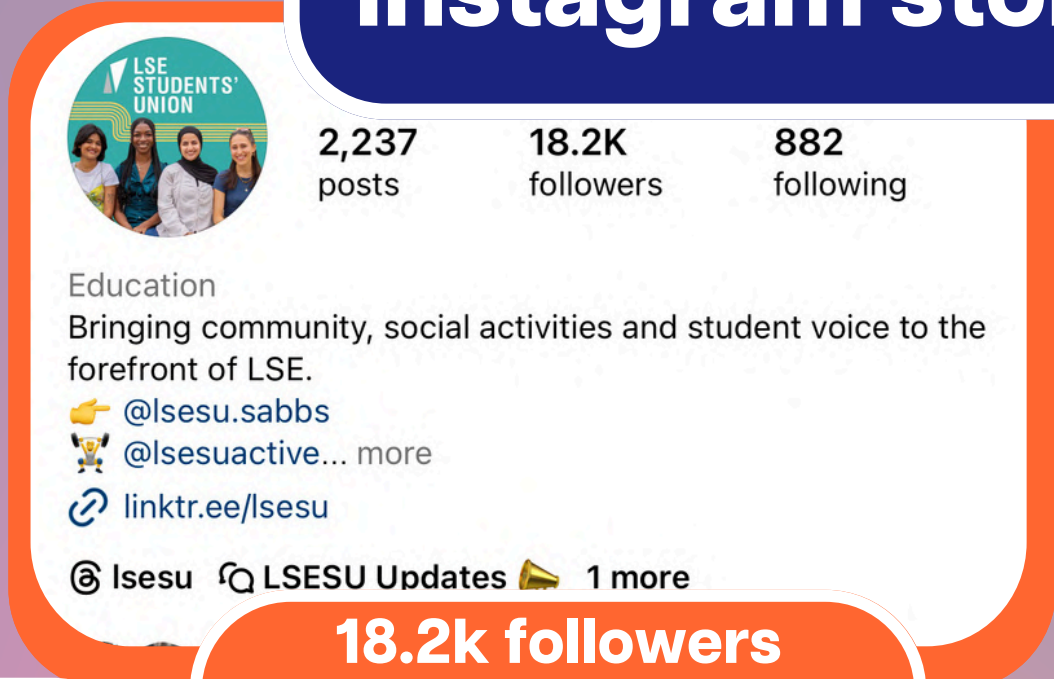 Instagram sto
LSE
STUDENTS'
UNION
2,237 18.2K 882
posts followers following
Education
Bringing community, social activities and student voice to the
forefront of LSE.
👉 @lsesu.sabbs
🏋️ @lsesuactive... more
linktr.ee/lsesu
lsesu LSESU Updates 📣 1 more
18.2k followers